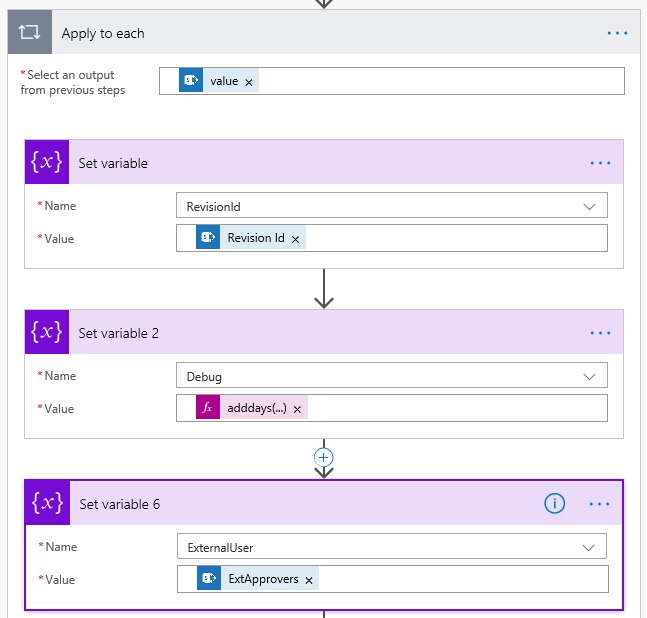 Apply to each
* Select an output
from previous steps
value ×
{x} Set variable
* Name RevisionId
* Value Revision Id ×
{x} Set variable 2
* Name Debug
* Value fx adddays(...) ×
{x} Set variable 6
* Name ExternalUser
* Value ExtApprovers ×